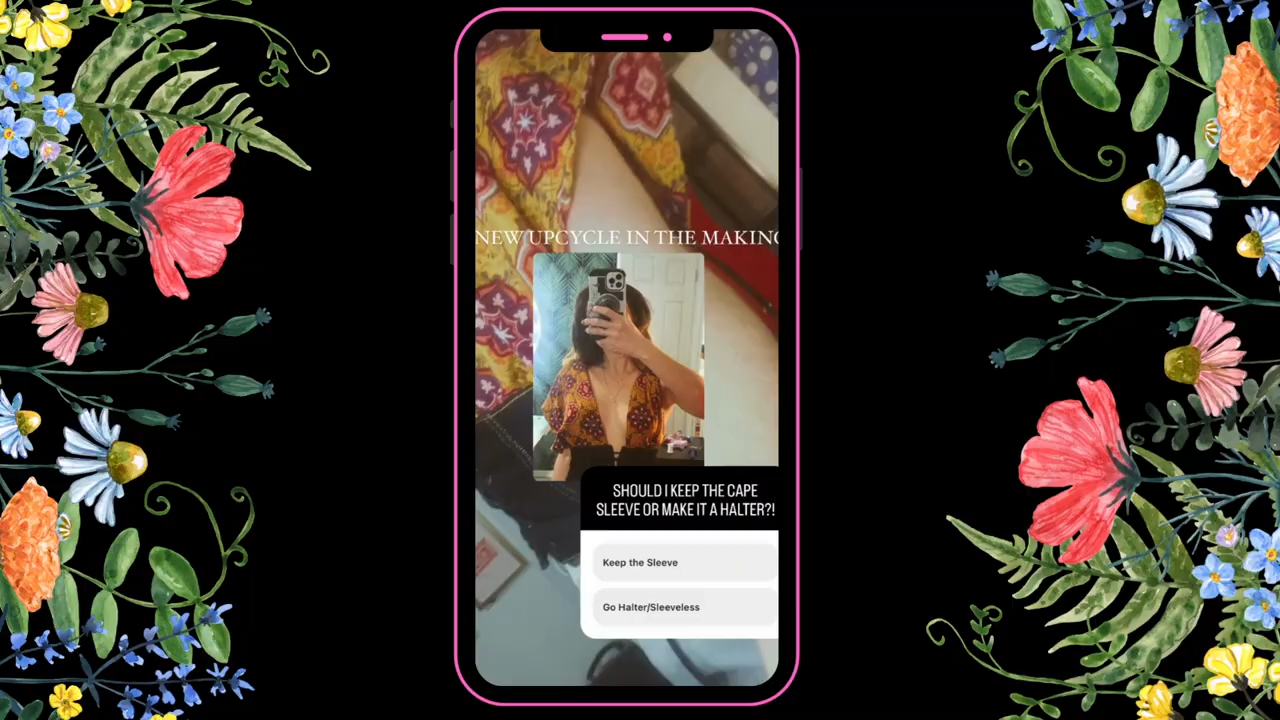 NEW UPCYCLE IN THE MAKING
SHOULD I KEEP THE CAPE
SLEEVE OR MAKE IT A HALTER?!
Keep the Sleeve
Go Halter/Sleeveless